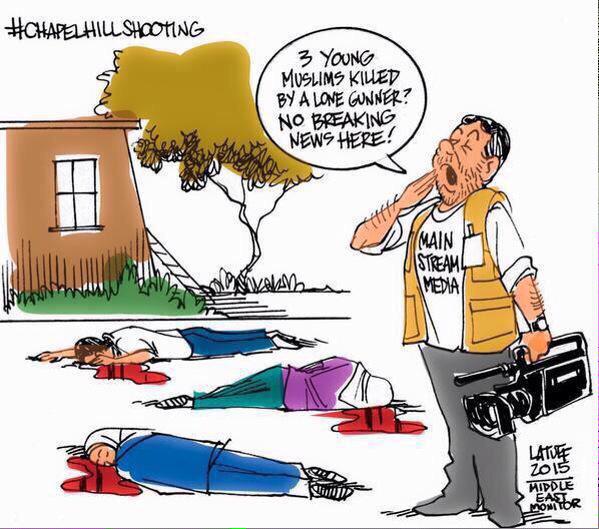 #CHAPELHILLSHOOTING
3 YOUNG
MUSLIMS KILLED
BY A LONE GUNNER?
NO BREAKING
NEWS HERE!
MAIN
STREAM
MEDIA
LATUFF
2015
MIDDLE
EAST
MONITOR